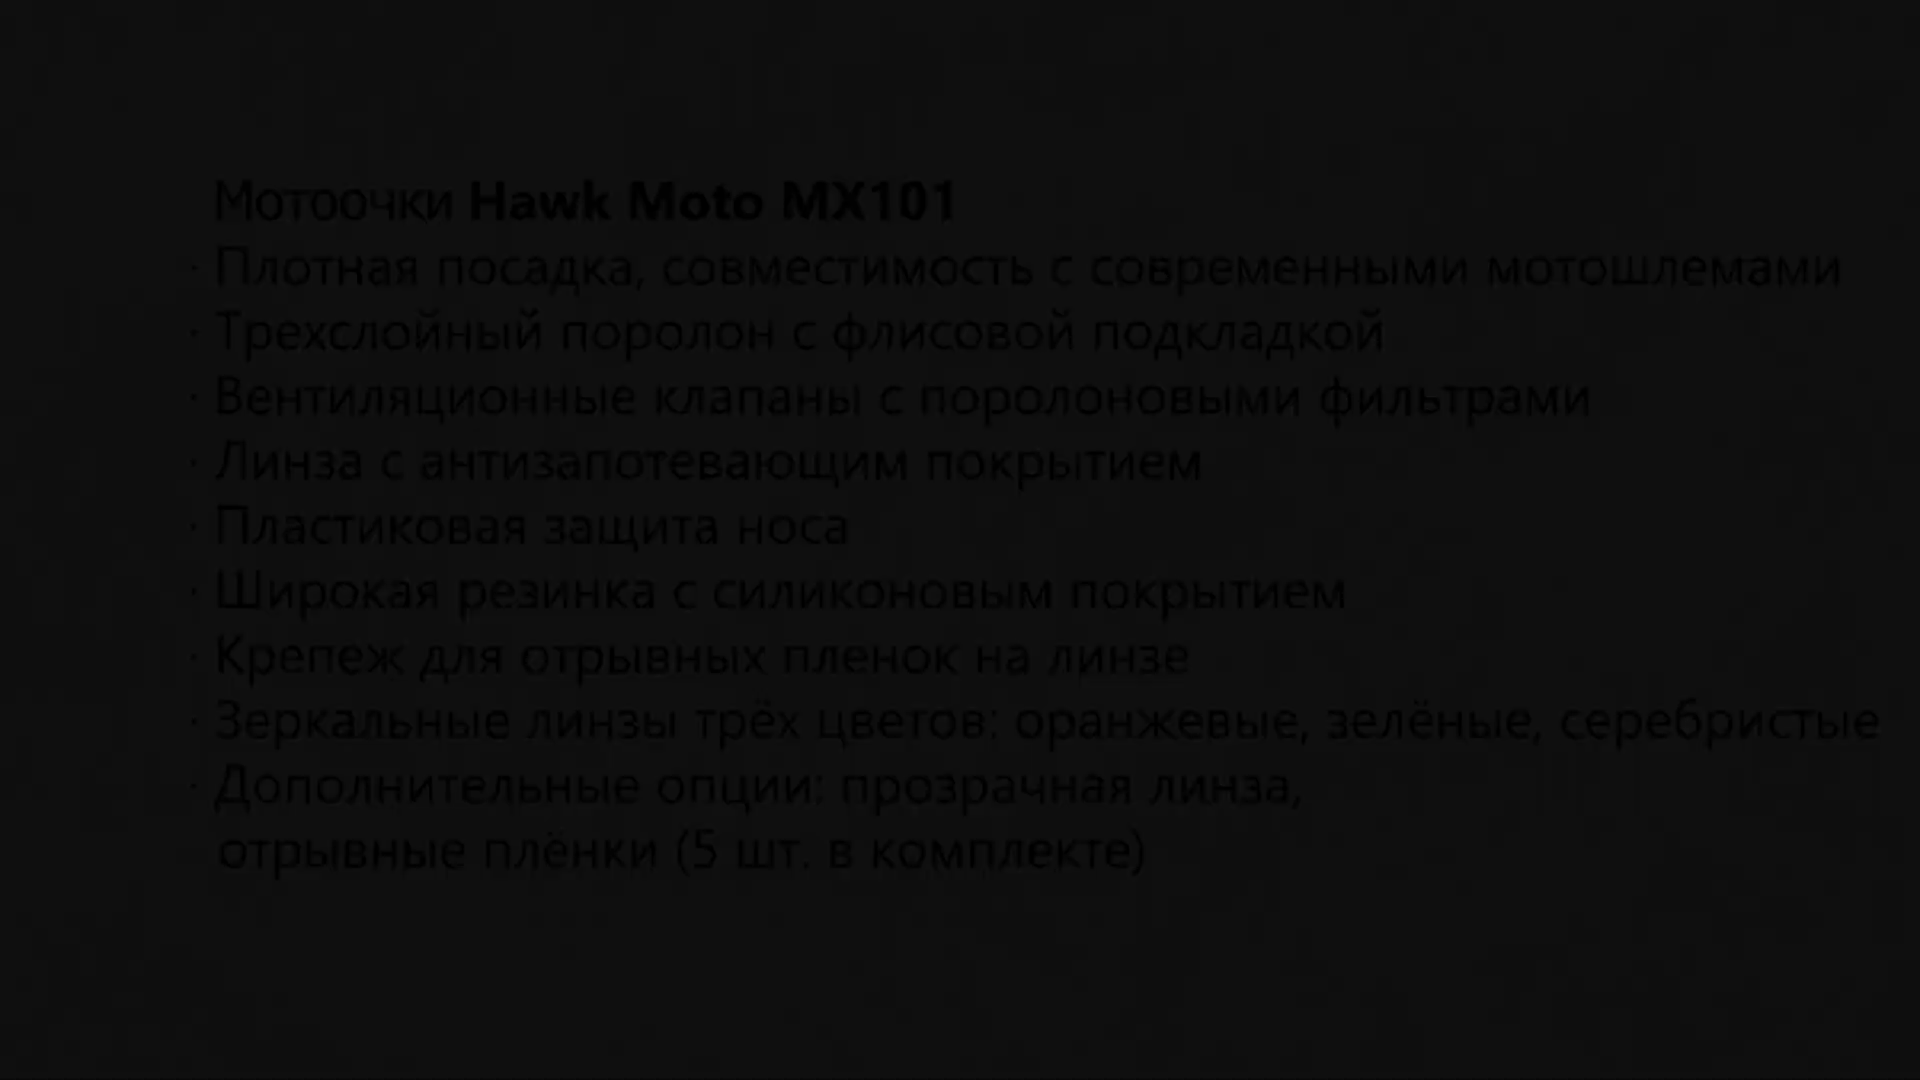 Мотоочки Hawk Moto MX101
· Плотная посадка, совместимость с современными мотошлемами
· Трехслойный поролон с флисовой подкладкой
· Вентиляционные клапаны с поролоновыми фильтрами
· Линза с антизапотевающим покрытием
· Пластиковая защита носа
· Широкая резинка с силиконовым покрытием
· Крепеж для отрывных пленок на линзе
· Зеркальные линзы трёх цветов: оранжевые, зелёные, серебристые
· Дополнительные опции: прозрачная линза,
отрывные плёнки (5 шт. в комплекте)